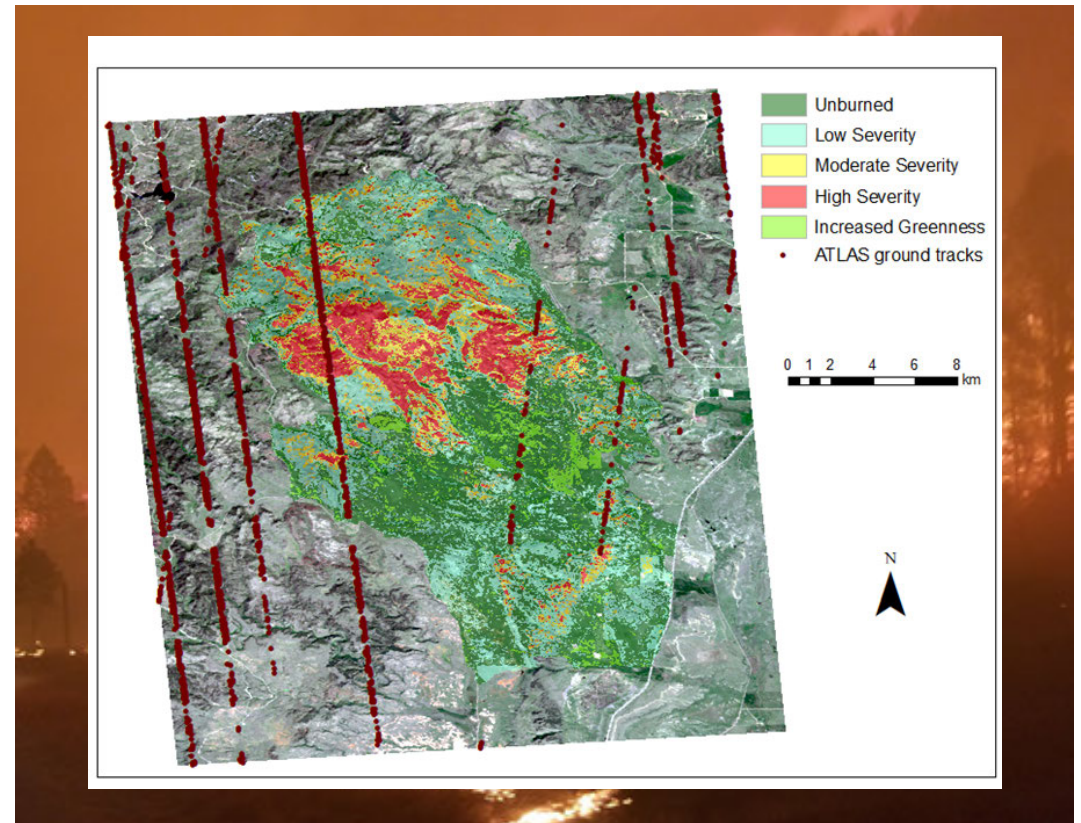 Unburned
Low Severity
Moderate Severity
High Severity
Increased Greenness
ATLAS ground tracks
0 1 2 4 6 8
km
N